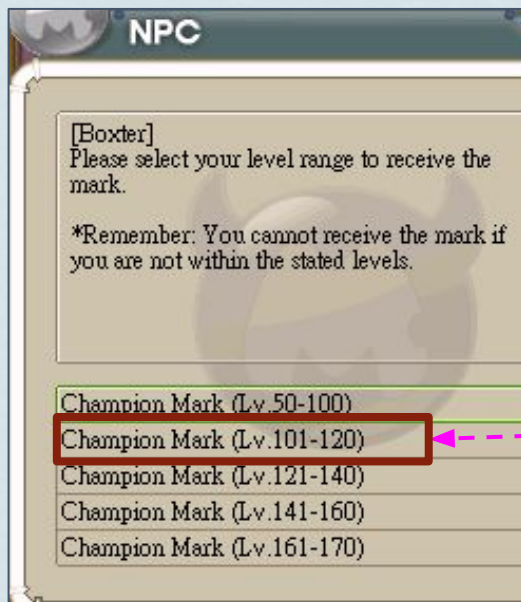 NPC
[Boxter]
Please select your level range to receive the
mark.
*Remember: You cannot receive the mark if
you are not within the stated levels.
Champion Mark (Lv.50-100)
Champion Mark (Lv.101-120)
Champion Mark (Lv.121-140)
Champion Mark (Lv.141-160)
Champion Mark (Lv.161-170)